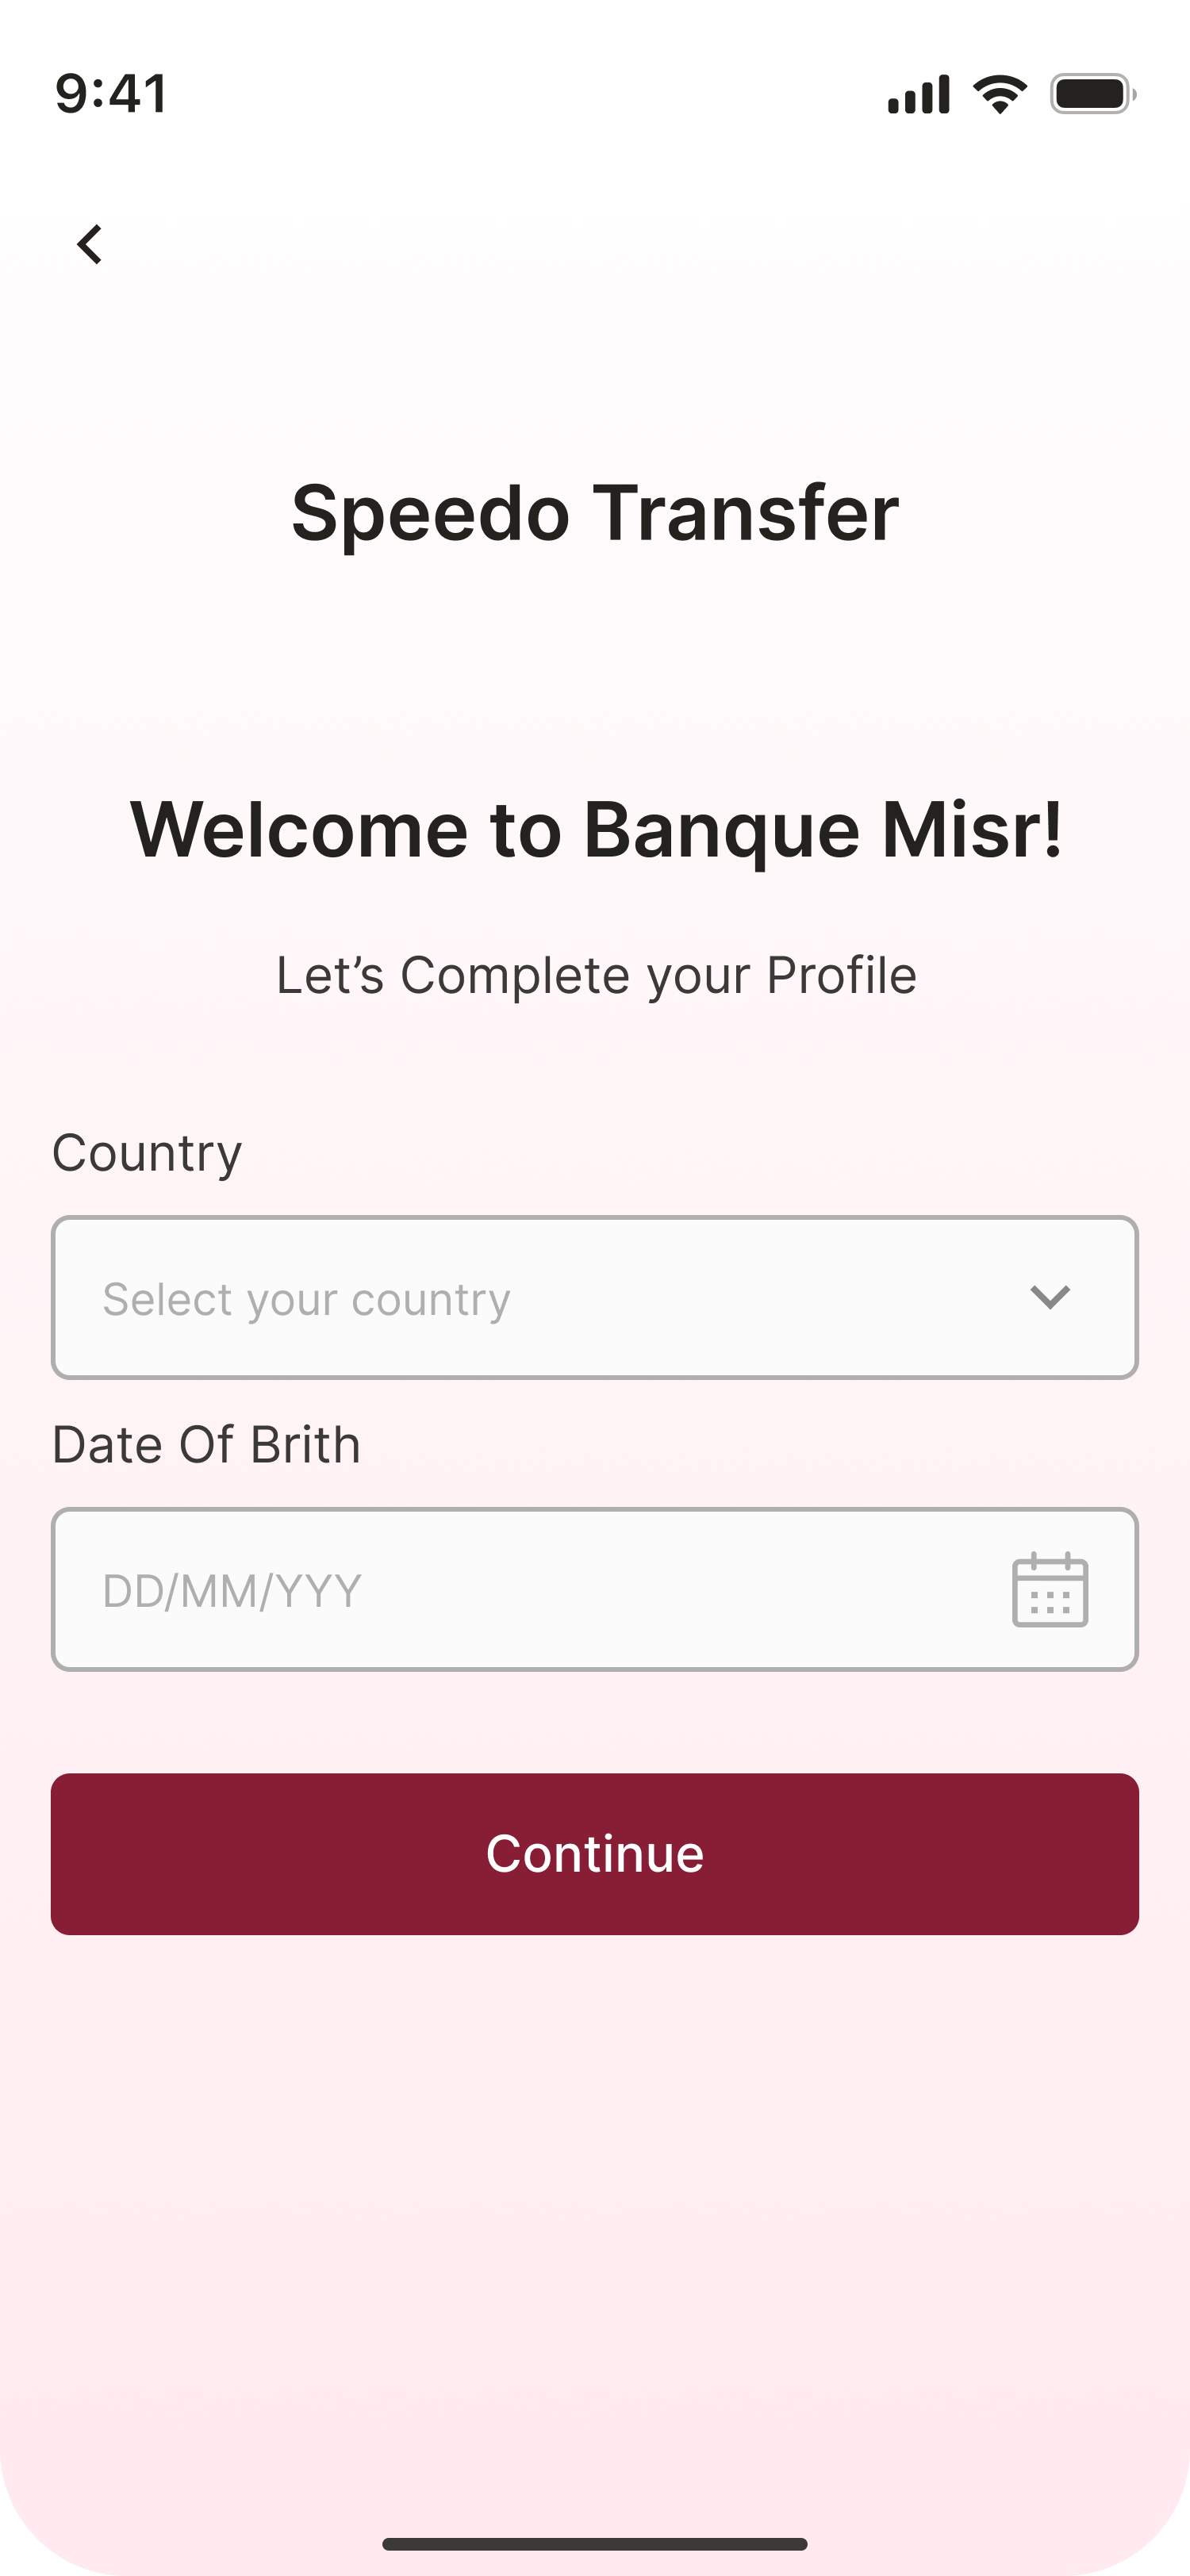 9:41
Speedo Transfer
Welcome to Banque Misr!
Let’s Complete your Profile
Country
Select your country
Date Of Brith
DD/MM/YYY
Continue